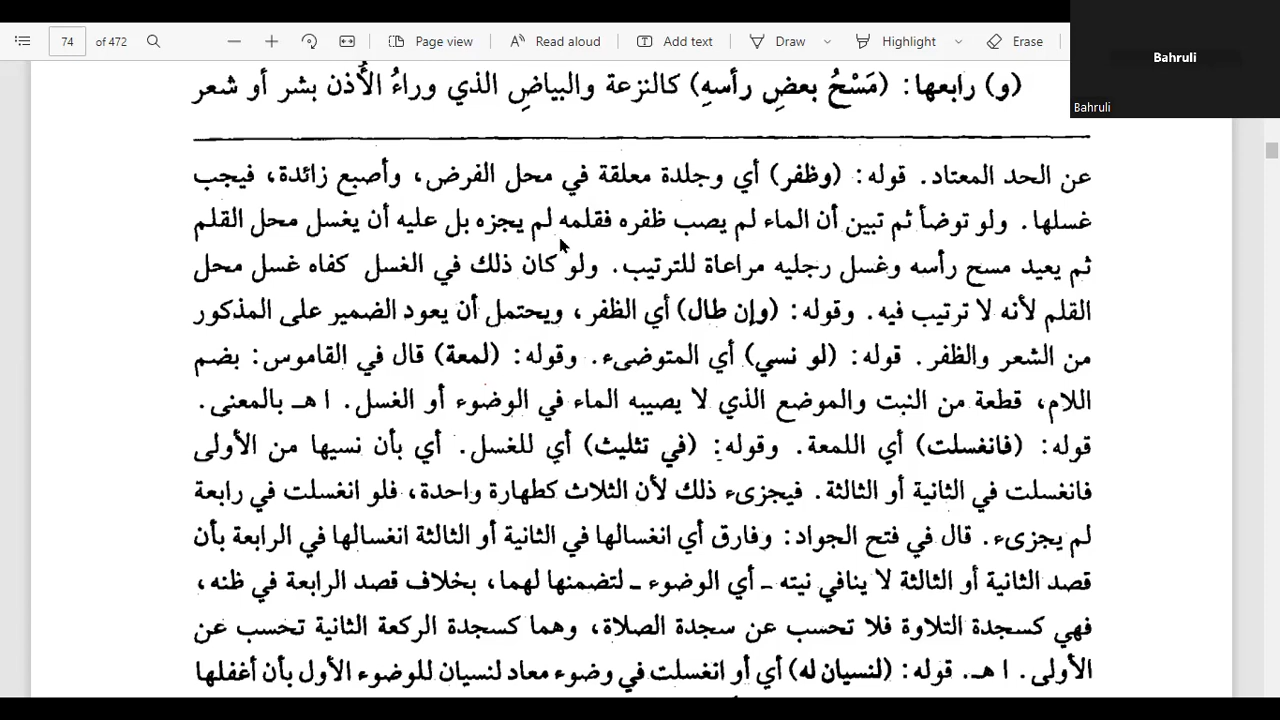 74
of 472
Page view
Read aloud
Add text
Draw
Highlight
Erase
Bahruli
Bahruli
(و) رابعها: (مَسْحُ بعضِ رأسهِ) كالنزعة والبياضِ الذي وراءُ الأُذن بشر أو شعر
عن الحد المعتاد. قوله: (وظفر) أي وجلدة معلقة في محل الفرض، وأصبع زائدة، فيجب
غسلها. ولو توضأ ثم تبين أن الماء لم يصب ظفره فقلمه لم يجزه بل عليه أن يغسل محل القلم
ثم يعيد مسح رأسه وغسل رجليه مراعاة للترتيب. ولو كان ذلك في الغسل كفاه غسل محل
القلم لأنه لا ترتيب فيه. وقوله: (وإن طال) أي الظفر، ويحتمل أن يعود الضمير على المذكور
من الشعر والظفر. قوله: (لو نسي) أي المتوضىء. وقوله: (لمعة) قال في القاموس: بضم
اللام، قطعة من النبت والموضع الذي لا يصيبه الماء في الوضوء أو الغسل. ا هـ بالمعنى.
قوله: (فانغسلت) أي اللمعة. وقوله: (في تثليث) أي للغسل. أي بأن نسيها من الأولى
فانغسلت في الثانية أو الثالثة. فيجزىء ذلك لأن الثلاث كطهارة واحدة، فلو انغسلت في رابعة
لم يجزىء. قال في فتح الجواد: وفارق أي انغسالها في الثانية أو الثالثة انغسالها في الرابعة بأن
قصد الثانية أو الثالثة لا ينافي نيته ـ أي الوضوء ـ لتضمنها لهما، بخلاف قصد الرابعة في ظنه،
فهي كسجدة التلاوة فلا تحسب عن سجدة الصلاة، وهما كسجدة الركعة الثانية تحسب عن
الأولى. ا هـ. قوله: (لنسيان له) أي أو انغسلت في وضوء معاد لنسيان للوضوء الأول بأن أغفلها